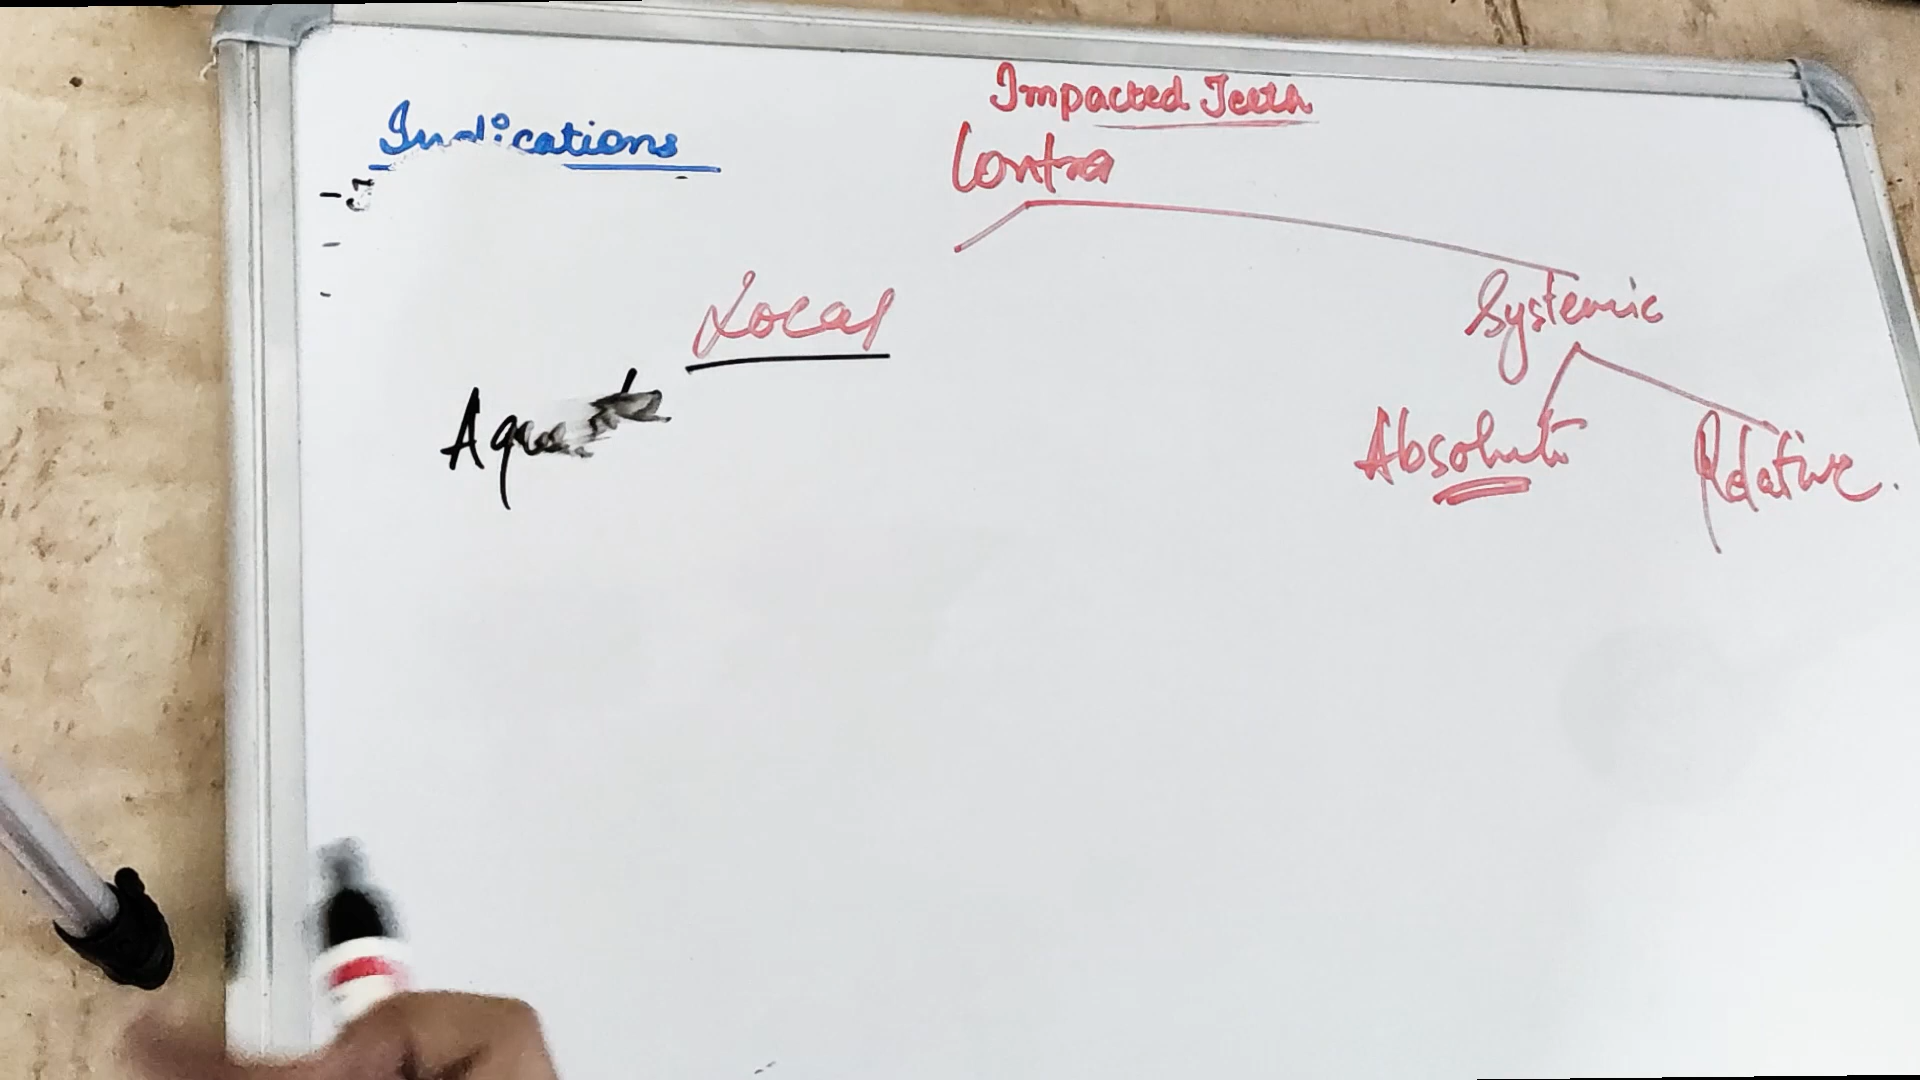 Impacted Teeth
Indications
Contra
-
-
-
Local
Systemic
Absolute
Relative.